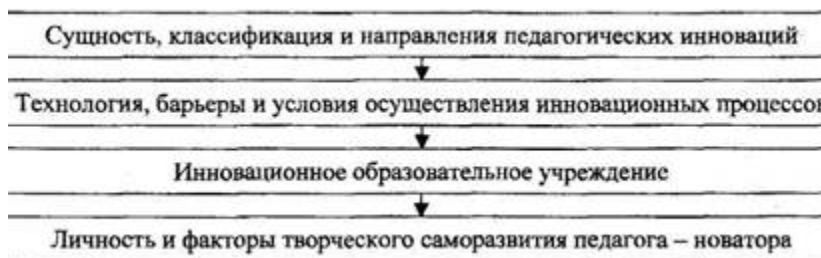 Сущность, классификация и направления педагогических инноваций
Технология, барьеры и условия осуществления инновационных процессов
Инновационное образовательное учреждение
Личность и факторы творческого саморазвития педагога – новатора